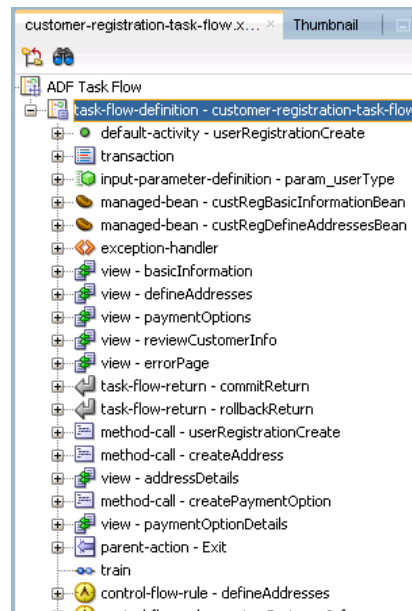 customer-registration-task-flow.x... Thumbnail
ADF Task Flow
task-flow-definition - customer-registration-task-flow
default-activity - userRegistrationCreate
transaction
input-parameter-definition - param_userType
managed-bean - custRegBasicInformationBean
managed-bean - custRegDefineAddressesBean
exception-handler
view - basicInformation
view - defineAddresses
view - paymentOptions
view - reviewCustomerInfo
view - errorPage
task-flow-return - commitReturn
task-flow-return - rollbackReturn
method-call - userRegistrationCreate
method-call - createAddress
view - addressDetails
method-call - createPaymentOption
view - paymentOptionDetails
parent-action - Exit
train
control-flow-rule - defineAddresses